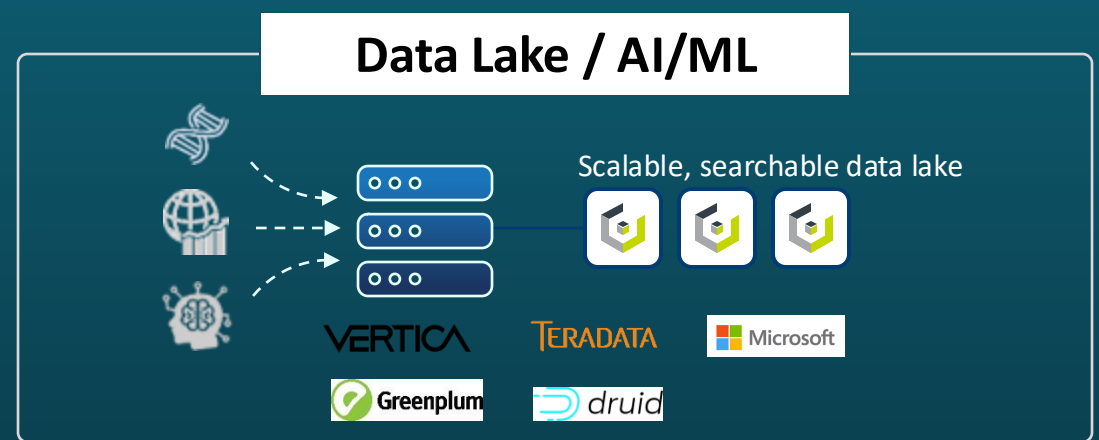 Data Lake / AI/ML
Scalable, searchable data lake
VERTICA
TERADATA
Microsoft
Greenplum
druid